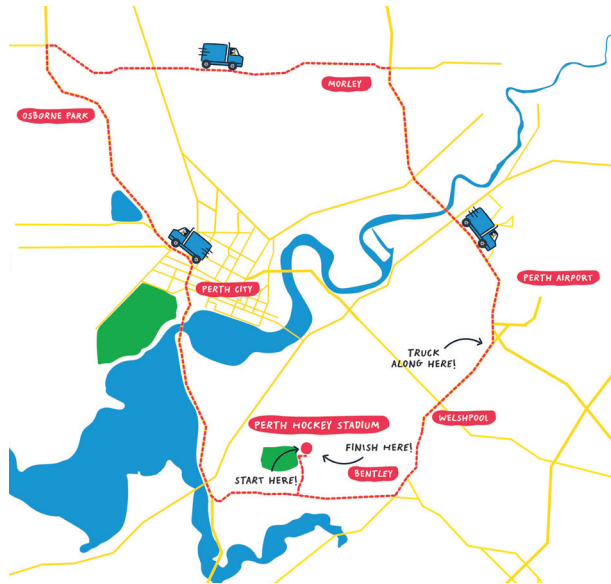 MORLEY
OSBORNE PARK
PERTH CITY
PERTH AIRPORT
TRUCK
ALONG HERE!
WELSHPOOL
PERTH HOCKEY STADIUM
FINISH HERE!
BENTLEY
START HERE!